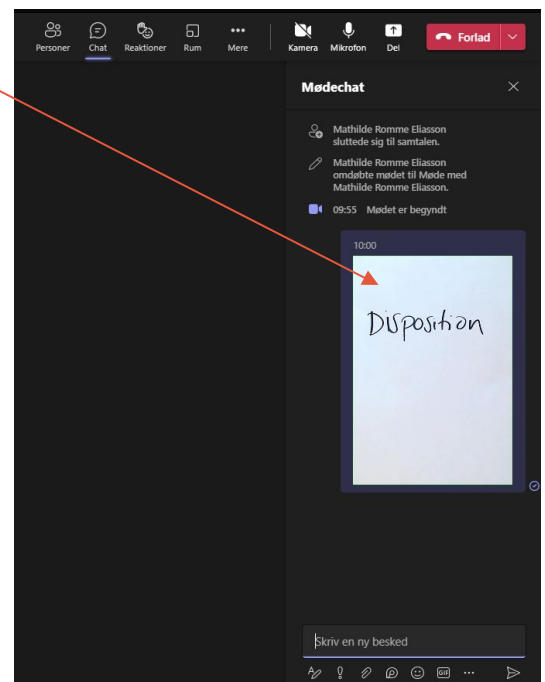 Personer Chat Reaktioner Rum Mere Kamera Mikrofon Del Forlad
Mødechat
Mathilde Romme Eliasson
sluttede sig til samtalen.
Mathilde Romme Eliasson
omdøbte mødet til Møde med
Mathilde Romme Eliasson.
09:55 Mødet er begyndt
10:00
Disposition
Skriv en ny besked
GIF